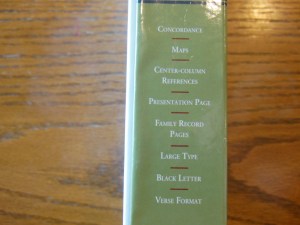 CONCORDANCE
MAPS
CENTER-COLUMN
REFERENCES
PRESENTATION PAGE
FAMILY RECORD
PAGES
LARGE TYPE
BLACK LETTER
VERSE FORMAT